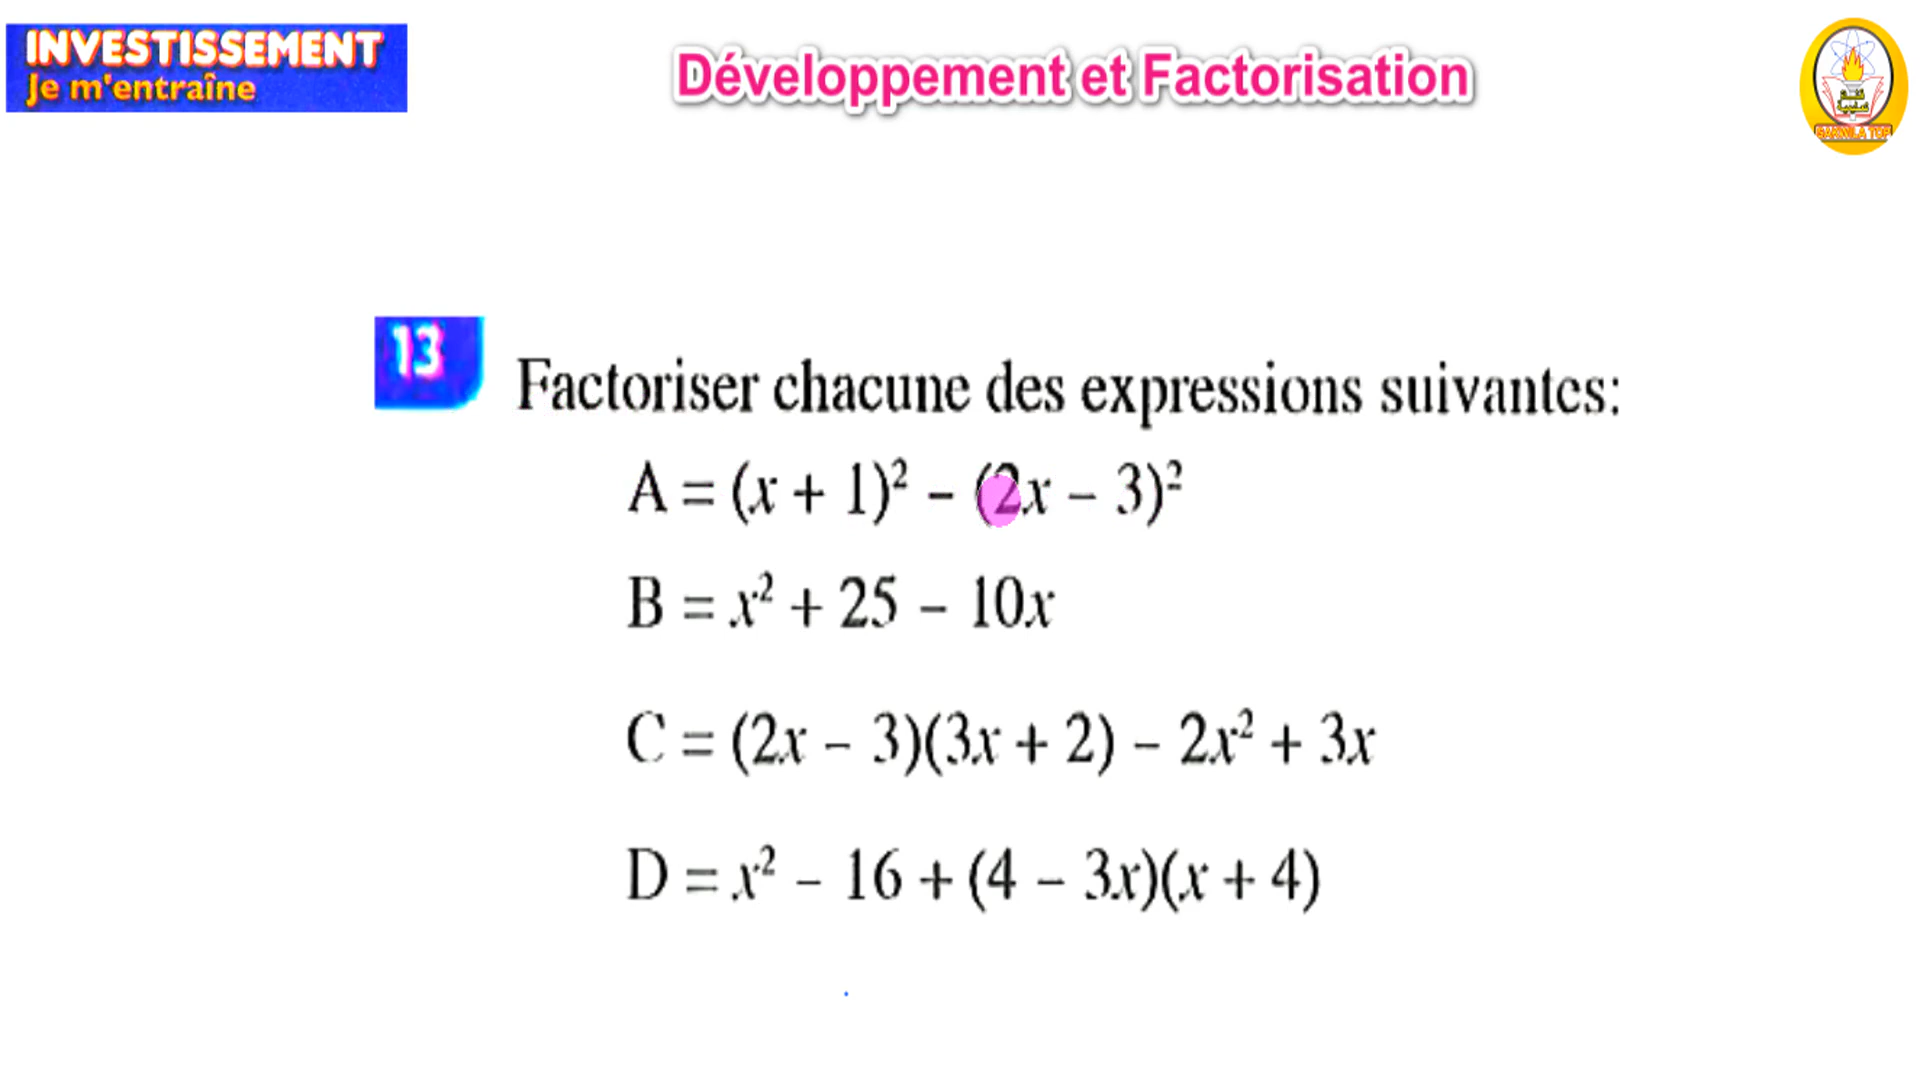 INVESTISSEMENT
Je m'entraîne
Développement et Factorisation
13
Factoriser chacune des expressions suivantes:
A = (x + 1)² – (2x – 3)²
B = x² + 25 – 10x
C = (2x – 3)(3x + 2) – 2x² + 3x
D = x² – 16 + (4 – 3x)(x + 4)